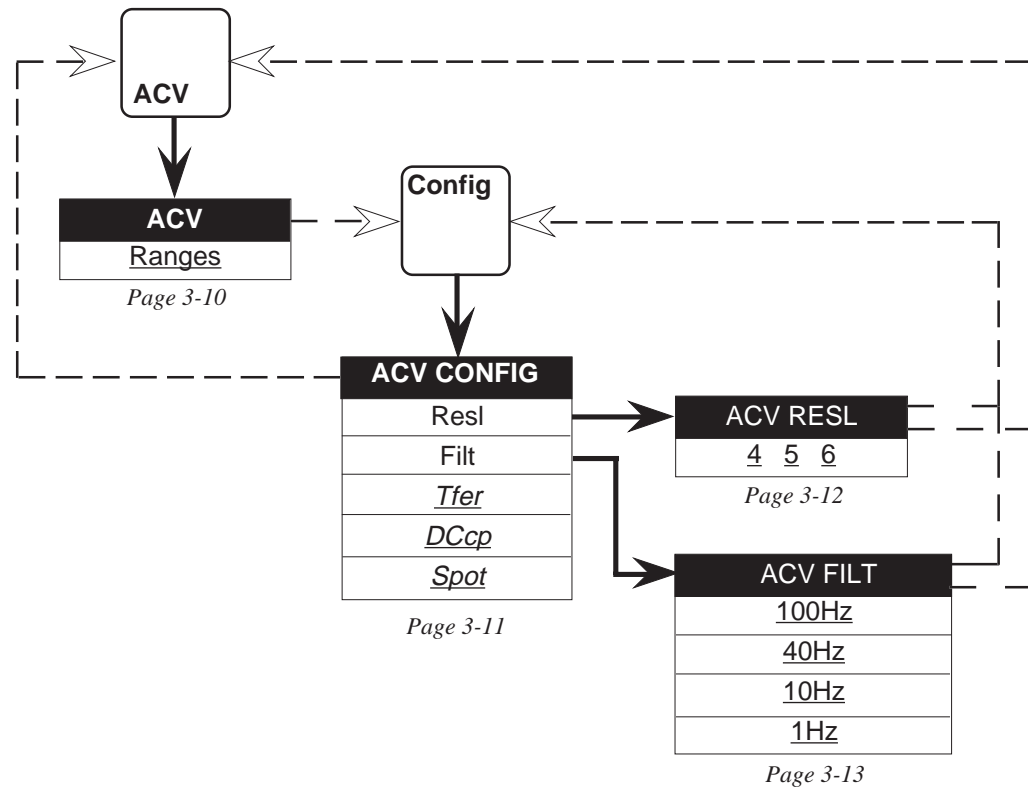 ACV
ACV
Ranges
Page 3-10
Config
ACV CONFIG
Resl
Filt
Tfer
DCcp
Spot
Page 3-11
ACV RESL
4 5 6
Page 3-12
ACV FILT
100Hz
40Hz
10Hz
1Hz
Page 3-13